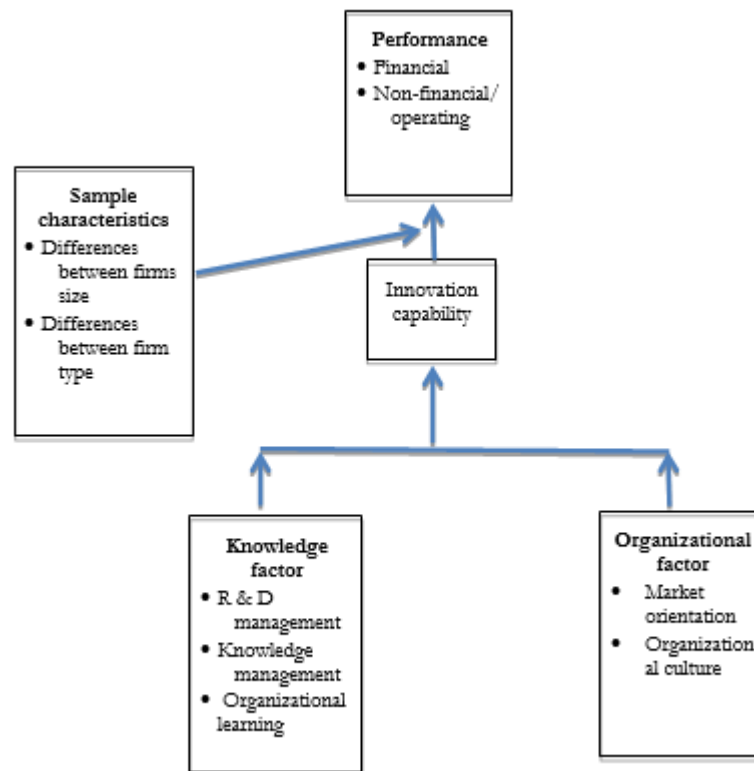 Performance
• Financial
• Non-financial/
operating
Sample
characteristics
• Differences
between firms
size
• Differences
between firm
type
Innovation
capability
Knowledge
factor
• R & D
management
• Knowledge
management
• Organizational
learning
Organizational
factor
• Market
orientation
• Organization
al culture